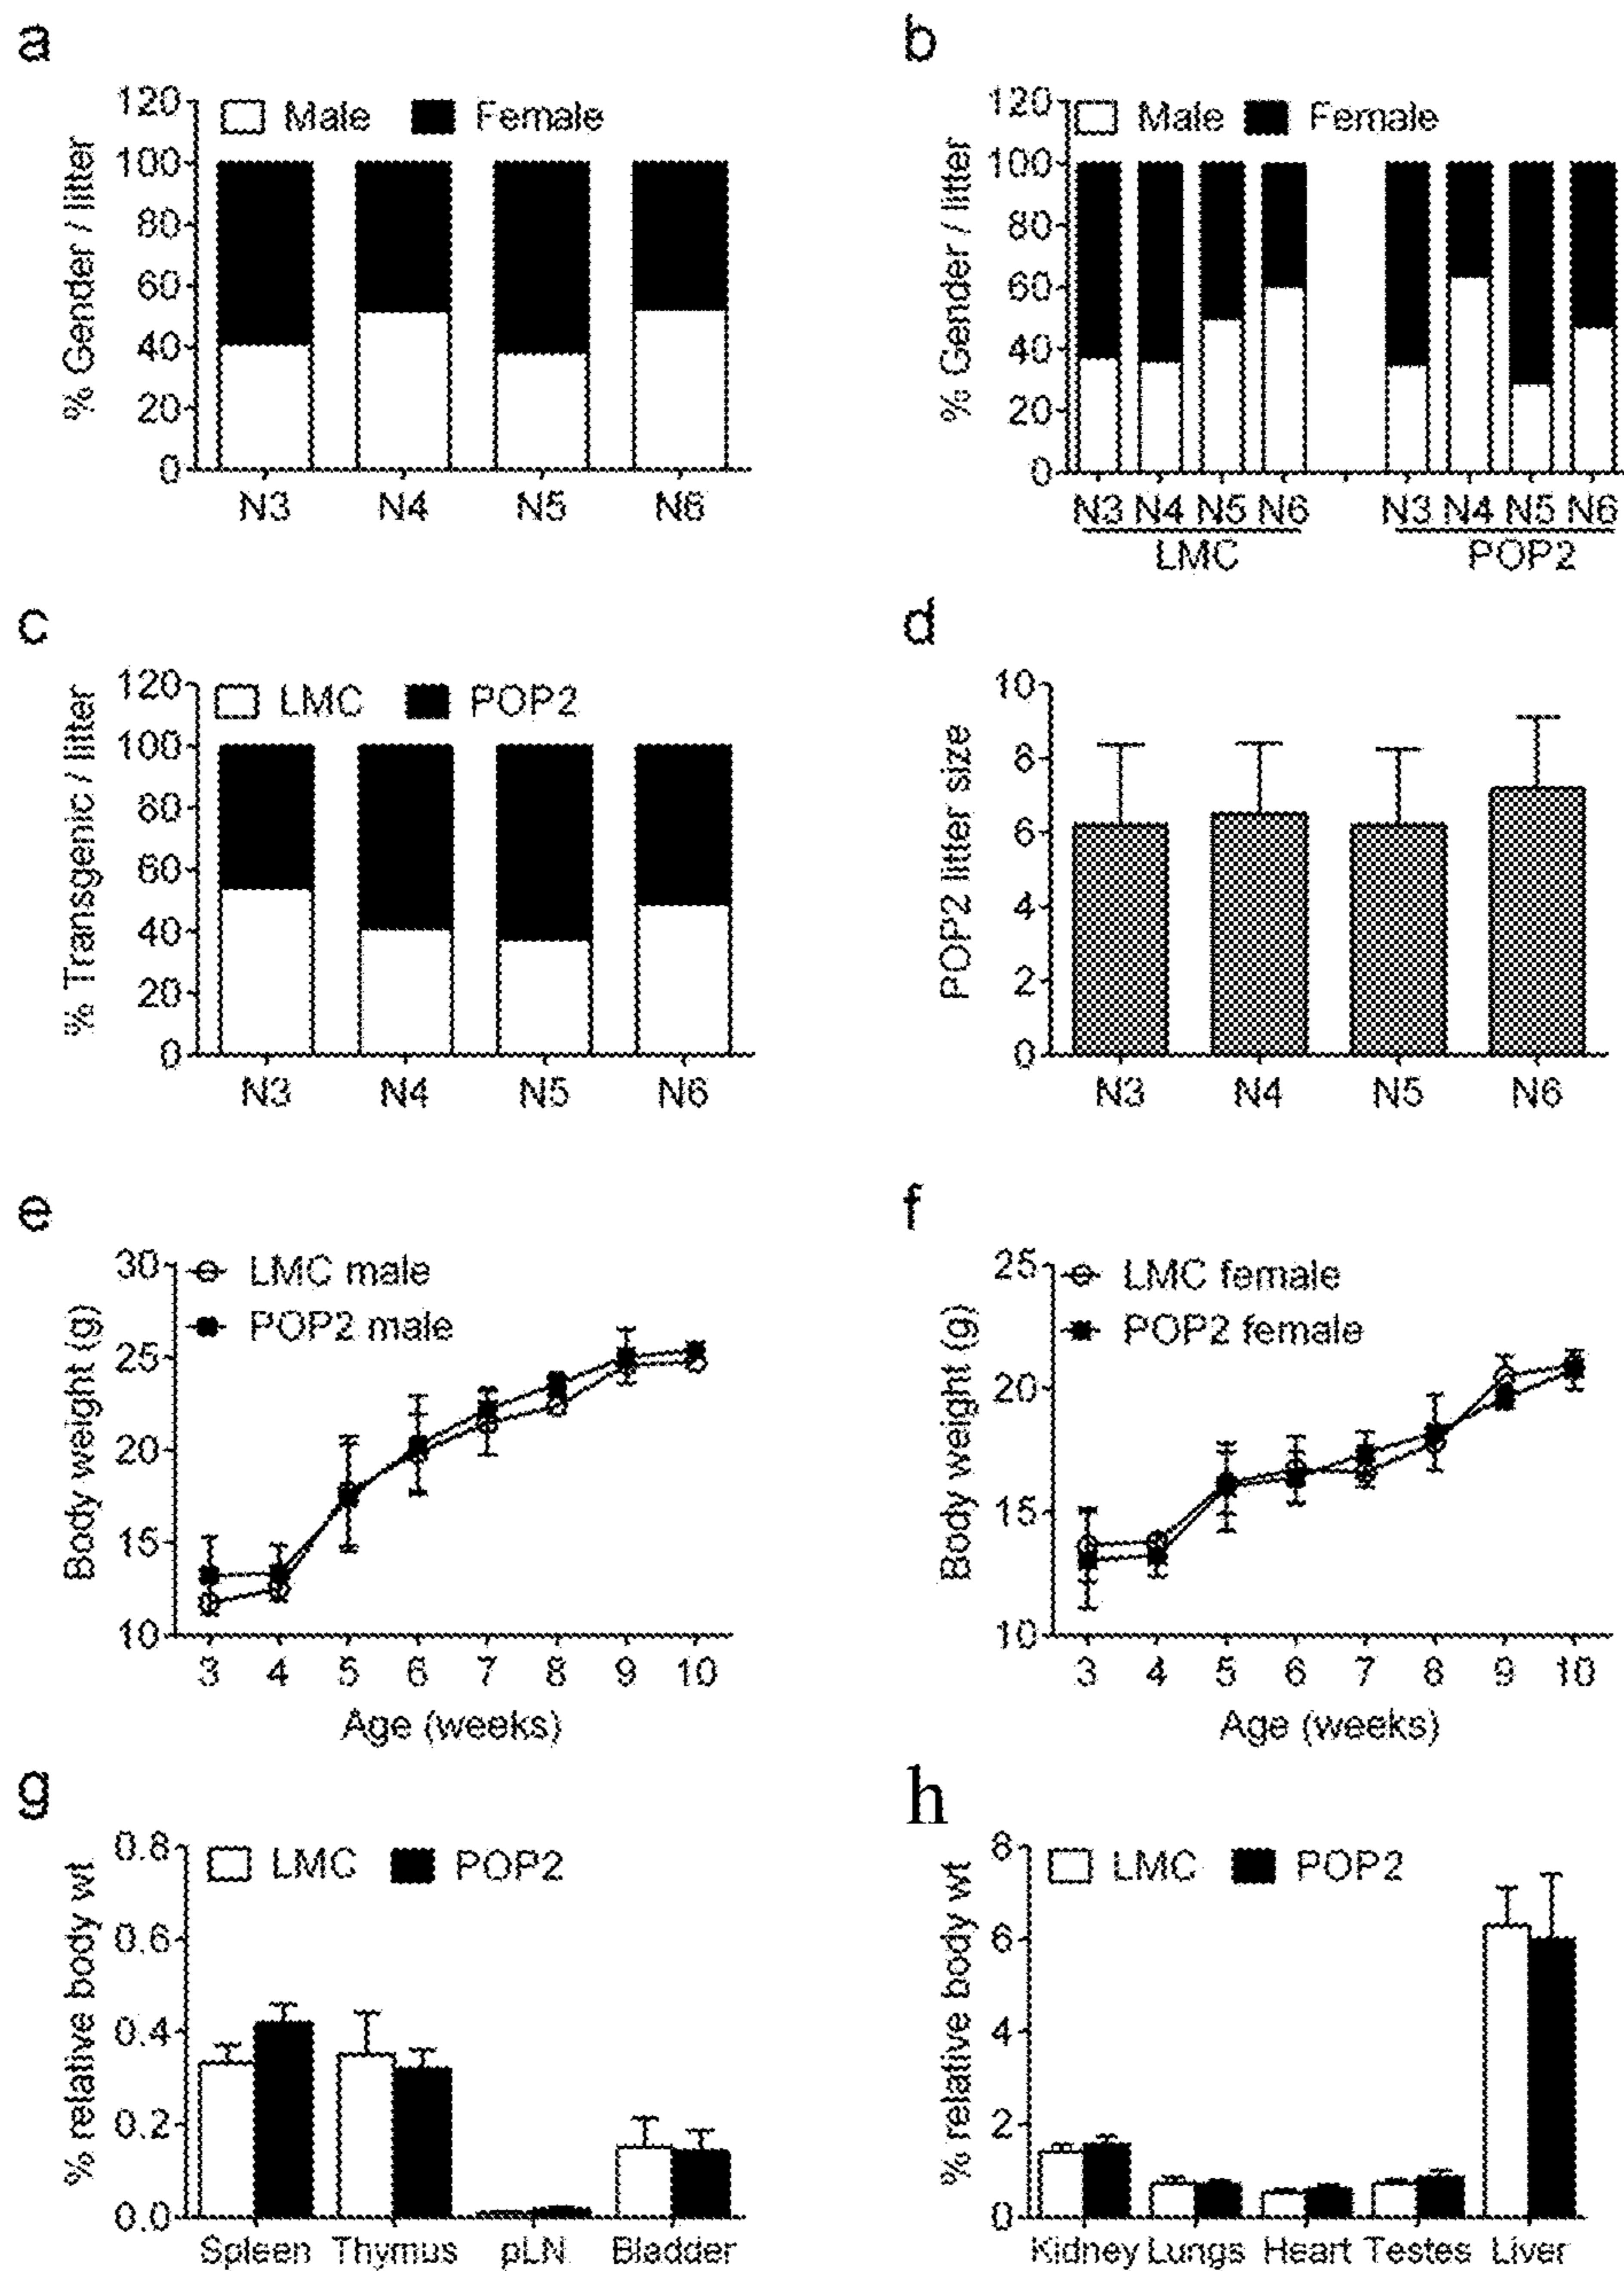 a
120
100
80
60
40
20
0
% Gender / litter
Male Female
N3 N4 N5 N6
b
120
100
80
60
40
20
0
% Gender / litter
Male Female
N3 N4 N5 N6 N3 N4 N5 N6
LMC POP2
c
120
100
80
60
40
20
0
% Transgenic / litter
LMC POP2
N3 N4 N5 N6
d
10
8
6
4
2
0
POP2 litter size
N3 N4 N5 N6
e
30
25
20
15
10
Body weight (g)
LMC male
POP2 male
3 4 5 6 7 8 9 10
Age (weeks)
f
25
20
15
10
Body weight (g)
LMC female
POP2 female
3 4 5 6 7 8 9 10
Age (weeks)
g
0.8
0.6
0.4
0.2
0.0
% relative body wt
LMC POP2
Spleen Thymus pLN Bladder
h
8
6
4
2
0
% relative body wt
LMC POP2
Kidney Lungs Heart Testes Liver